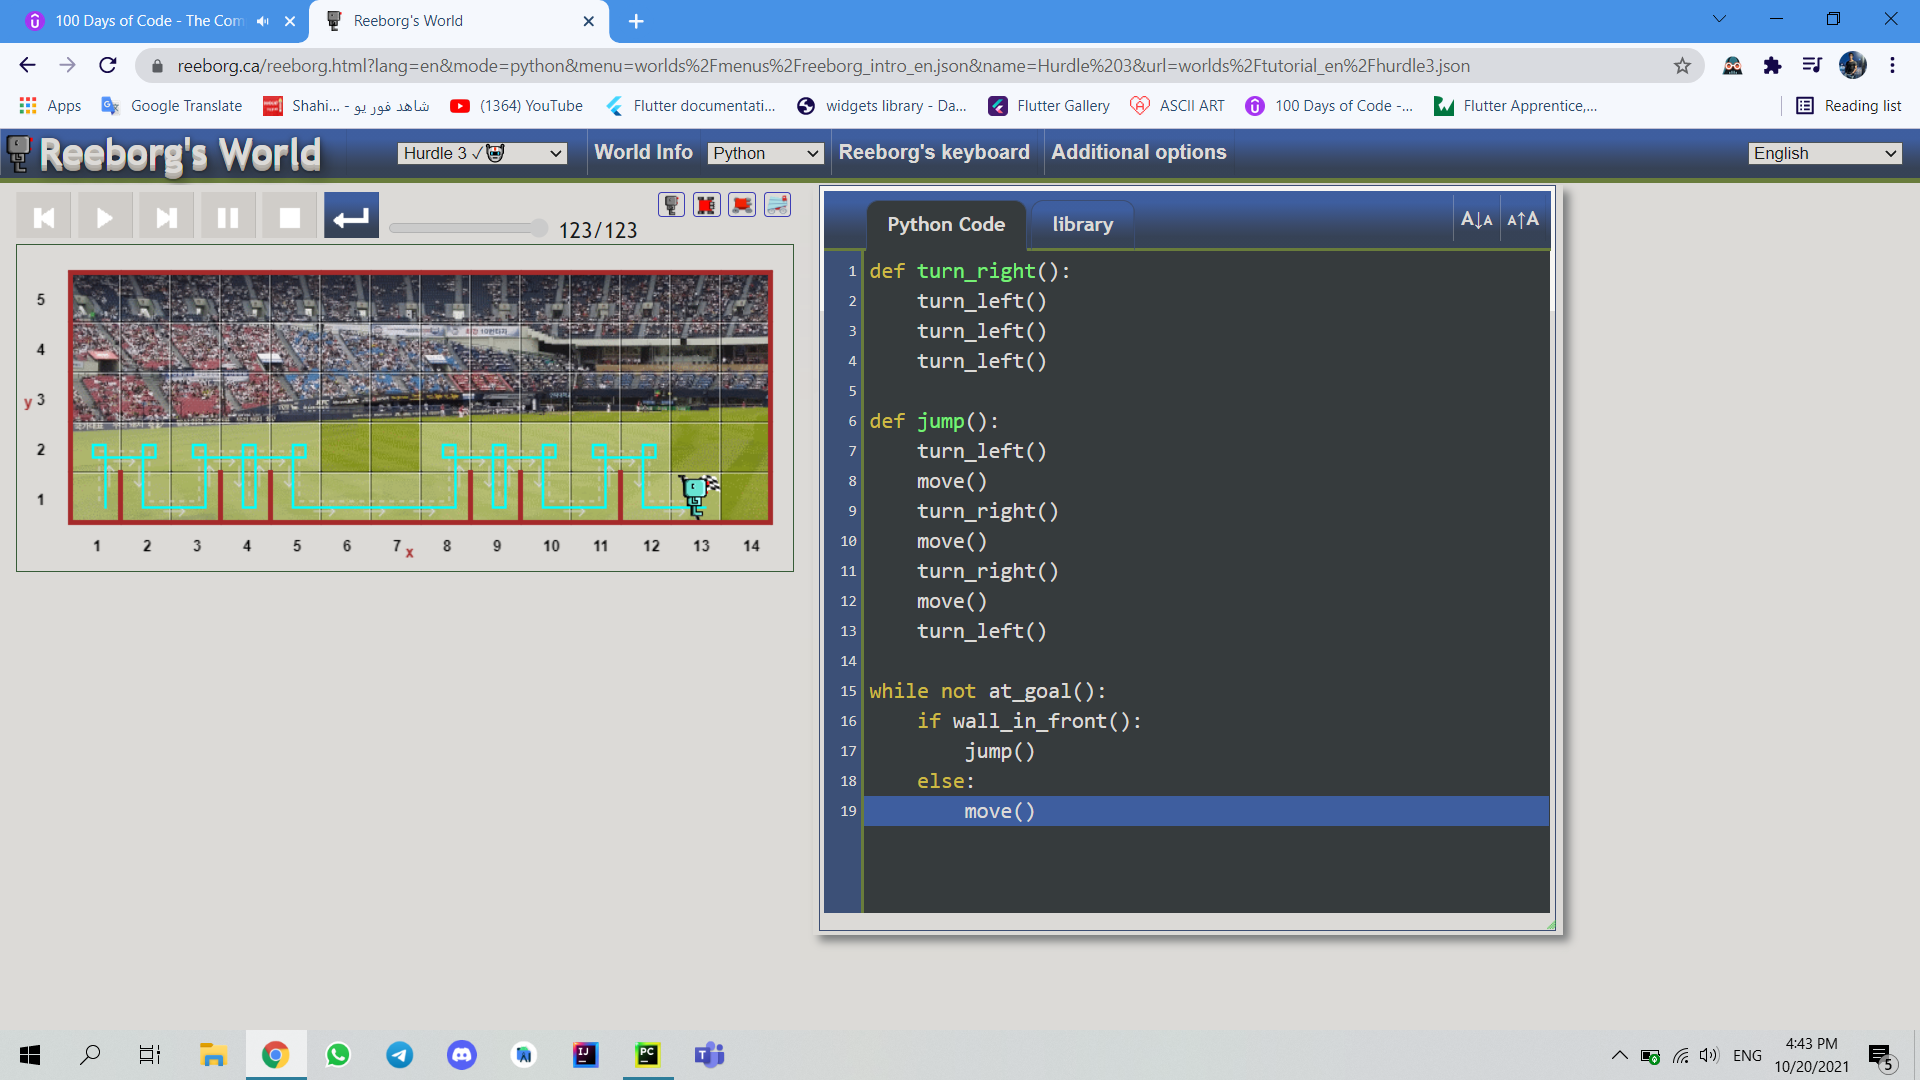 100 Days of Code - The Com
Reeborg's World
reeborg.ca/reeborg.html?lang=en&mode=python&menu=worlds%2Fmenus%2Freeborg_intro_en.json&name=Hurdle%203&url=worlds%2Ftutorial_en%2Fhurdle3.json
Apps
Google Translate
Shahi... - شاهد فور يو
(1364) YouTube
Flutter documentati...
widgets library - Da...
Flutter Gallery
ASCII ART
100 Days of Code -...
Flutter Apprentice,...
Reading list
Reeborg's World
Hurdle 3 ✓
World Info
Python
Reeborg's keyboard
Additional options
English
123/123
Python Code
library
A↓A
A↑A
5
4
y 3
2
1
1 2 3 4 5 6 7 x 8 9 10 11 12 13 14
1 def turn_right():
2 turn_left()
3 turn_left()
4 turn_left()
5
6 def jump():
7 turn_left()
8 move()
9 turn_right()
10 move()
11 turn_right()
12 move()
13 turn_left()
14
15 while not at_goal():
16 if wall_in_front():
17 jump()
18 else:
19 move()
ENG
4:43 PM
10/20/2021
5